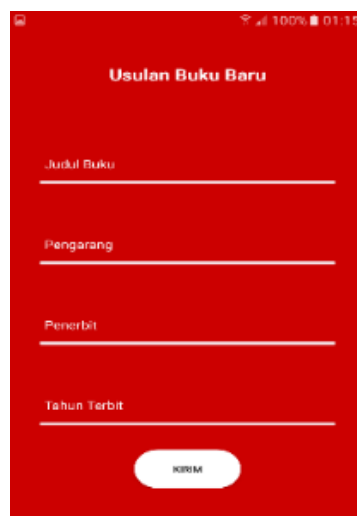 100% 01:15
Usulan Buku Baru
Judul Buku
Pengarang
Penerbit
Tahun Terbit
KIRIM